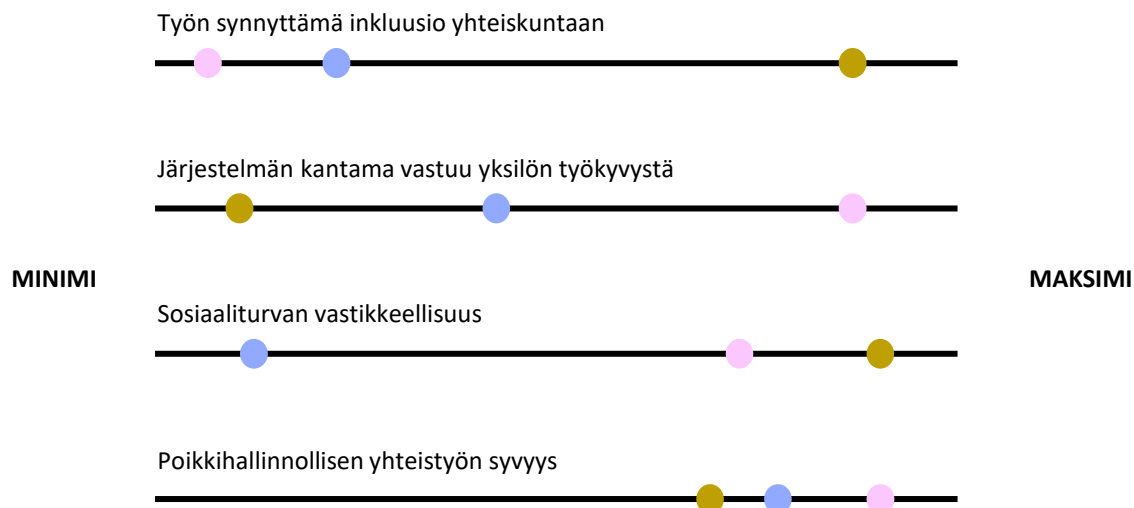 Työn synnyttämä inkluusio yhteiskuntaan
Järjestelmän kantama vastuu yksilön työkyvystä
MINIMI
MAKSIMI
Sosiaaliturvan vastikkeellisuus
Poikkihallinnollisen yhteistyön syvyys